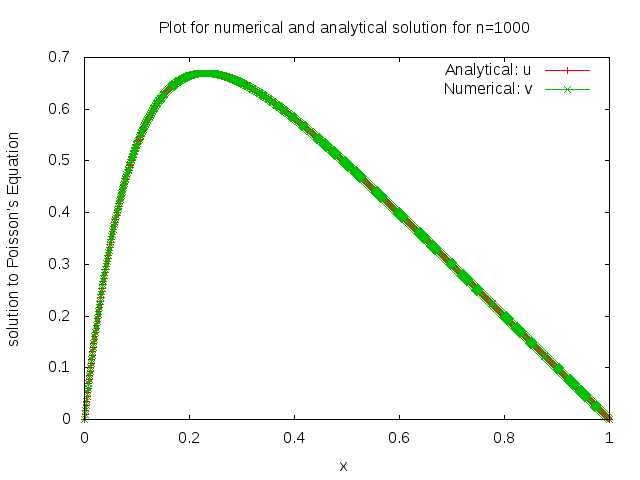 Plot for numerical and analytical solution for n=1000
Analytical: u
Numerical: v
solution to Poisson's Equation
0.7
0.6
0.5
0.4
0.3
0.2
0.1
0
0 0.2 0.4 0.6 0.8 1
x